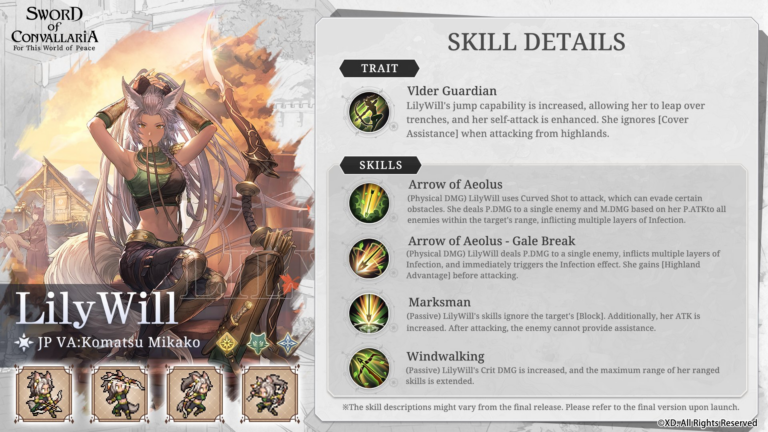 SWORD
of
CONVALLARIA
For This World of Peace
LilyWill
JP VA:Komatsu Mikako
SKILL DETAILS
TRAIT
Vlder Guardian
LilyWill's jump capability is increased, allowing her to leap over
trenches, and her self-attack is enhanced. She ignores [Cover
Assistance] when attacking from highlands.
SKILLS
Arrow of Aeolus
(Physical DMG) LilyWill uses Curved Shot to attack, which can evade certain
obstacles. She deals P.DMG to a single enemy and M.DMG based on her P.ATKto all
enemies within the target's range, inflicting multiple layers of Infection.
Arrow of Aeolus - Gale Break
(Physical DMG) LilyWill deals P.DMG to a single enemy, inflicts multiple layers of
Infection, and immediately triggers the Infection effect. She gains [Highland
Advantage] before attacking.
Marksman
(Passive) LilyWill's skills ignore the target's [Block]. Additionally, her ATK is
increased. After attacking, the enemy cannot provide assistance.
Windwalking
(Passive) LilyWill's Crit DMG is increased, and the maximum range of her ranged
skills is extended.
※The skill descriptions might vary from the final release. Please refer to the final version upon launch.
©XD. All Rights Reserved